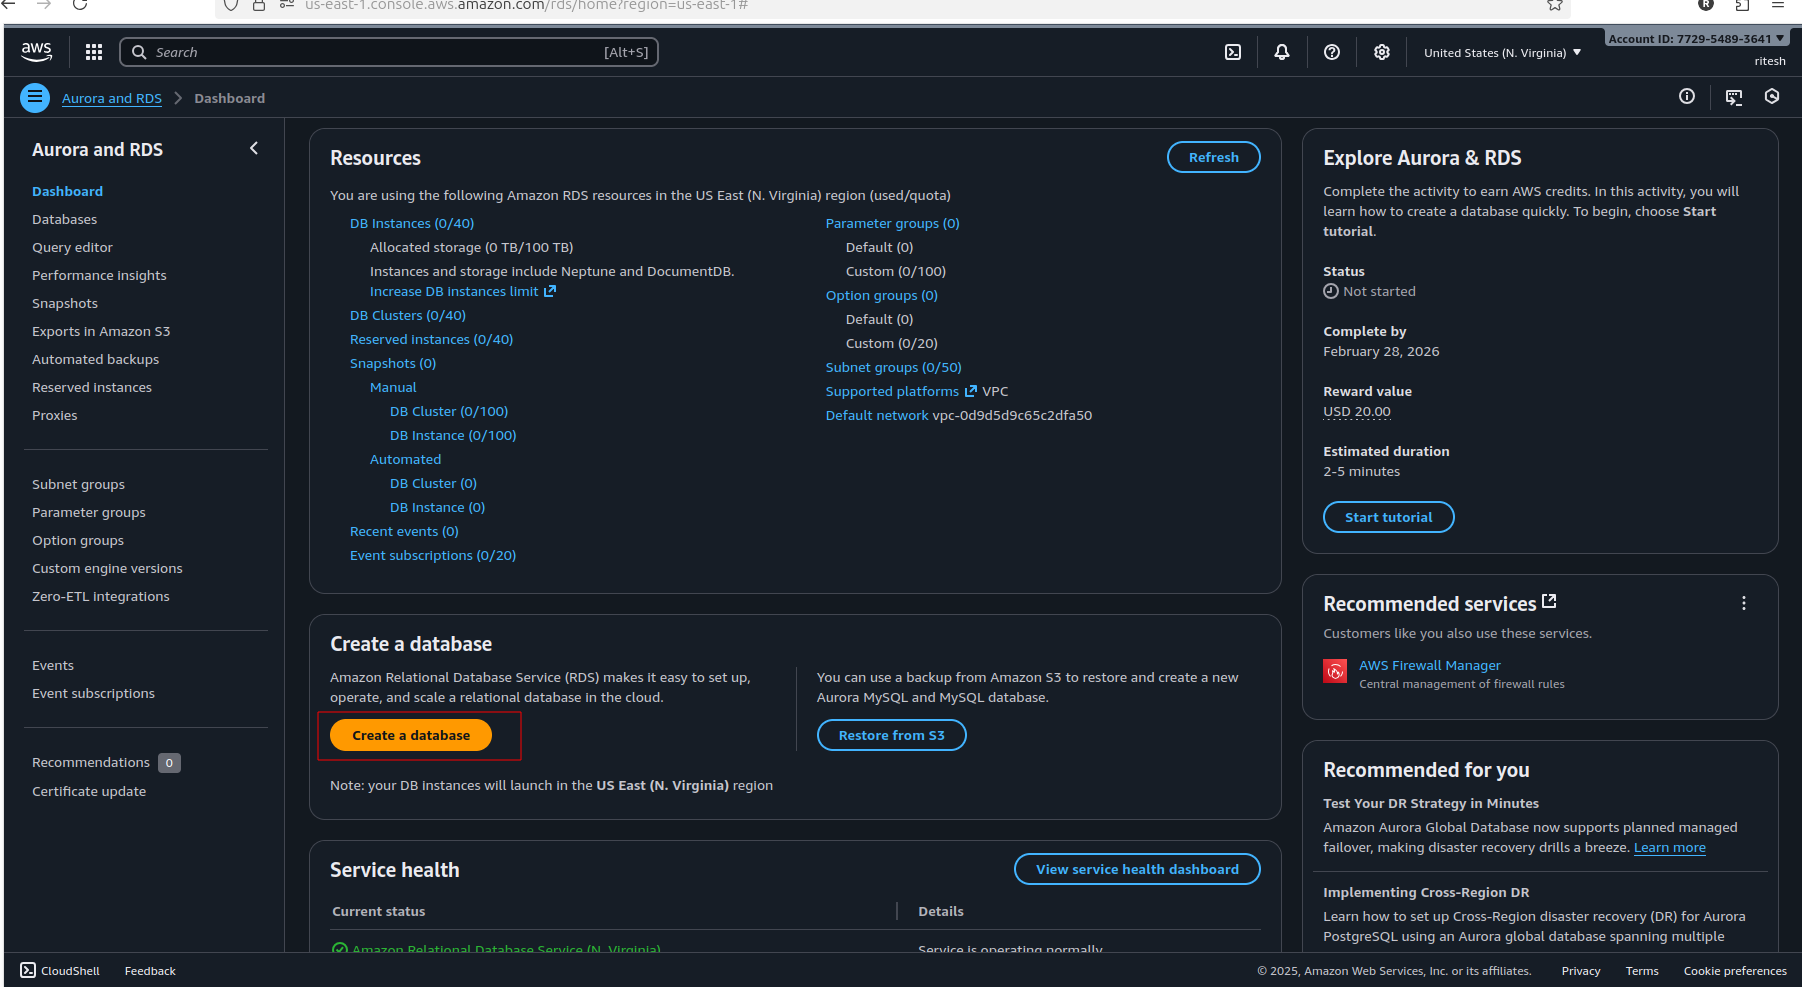 us-east-1.console.aws.amazon.com/rds/home?region=us-east-1#
R
aws
Search
[Alt+S]
United States (N. Virginia)
Account ID: 7729-5489-3641
ritesh
Aurora and RDS
Dashboard
Aurora and RDS
Dashboard
Databases
Query editor
Performance insights
Snapshots
Exports in Amazon S3
Automated backups
Reserved instances
Proxies
Subnet groups
Parameter groups
Option groups
Custom engine versions
Zero-ETL integrations
Events
Event subscriptions
Recommendations 0
Certificate update
Resources
Refresh
You are using the following Amazon RDS resources in the US East (N. Virginia) region (used/quota)
DB Instances (0/40)
Allocated storage (0 TB/100 TB)
Instances and storage include Neptune and DocumentDB.
Increase DB instances limit
DB Clusters (0/40)
Reserved instances (0/40)
Snapshots (0)
Manual
DB Cluster (0/100)
DB Instance (0/100)
Automated
DB Cluster (0)
DB Instance (0)
Recent events (0)
Event subscriptions (0/20)
Parameter groups (0)
Default (0)
Custom (0/100)
Option groups (0)
Default (0)
Custom (0/20)
Subnet groups (0/50)
Supported platforms VPC
Default network vpc-0d9d5d9c65c2dfa50
Create a database
Amazon Relational Database Service (RDS) makes it easy to set up,
operate, and scale a relational database in the cloud.
Create a database
You can use a backup from Amazon S3 to restore and create a new
Aurora MySQL and MySQL database.
Restore from S3
Note: your DB instances will launch in the US East (N. Virginia) region
Service health
View service health dashboard
Current status
Details
Amazon Relational Database Service (N. Virginia)
Service is operating normally
Explore Aurora & RDS
Complete the activity to earn AWS credits. In this activity, you will
learn how to create a database quickly. To begin, choose Start
tutorial.
Status
Not started
Complete by
February 28, 2026
Reward value
USD 20.00
Estimated duration
2-5 minutes
Start tutorial
Recommended services
Customers like you also use these services.
AWS Firewall Manager
Central management of firewall rules
Recommended for you
Test Your DR Strategy in Minutes
Amazon Aurora Global Database now supports planned managed
failover, making disaster recovery drills a breeze. Learn more
Implementing Cross-Region DR
Learn how to set up Cross-Region disaster recovery (DR) for Aurora
PostgreSQL using an Aurora global database spanning multiple
CloudShell
Feedback
© 2025, Amazon Web Services, Inc. or its affiliates.
Privacy
Terms
Cookie preferences